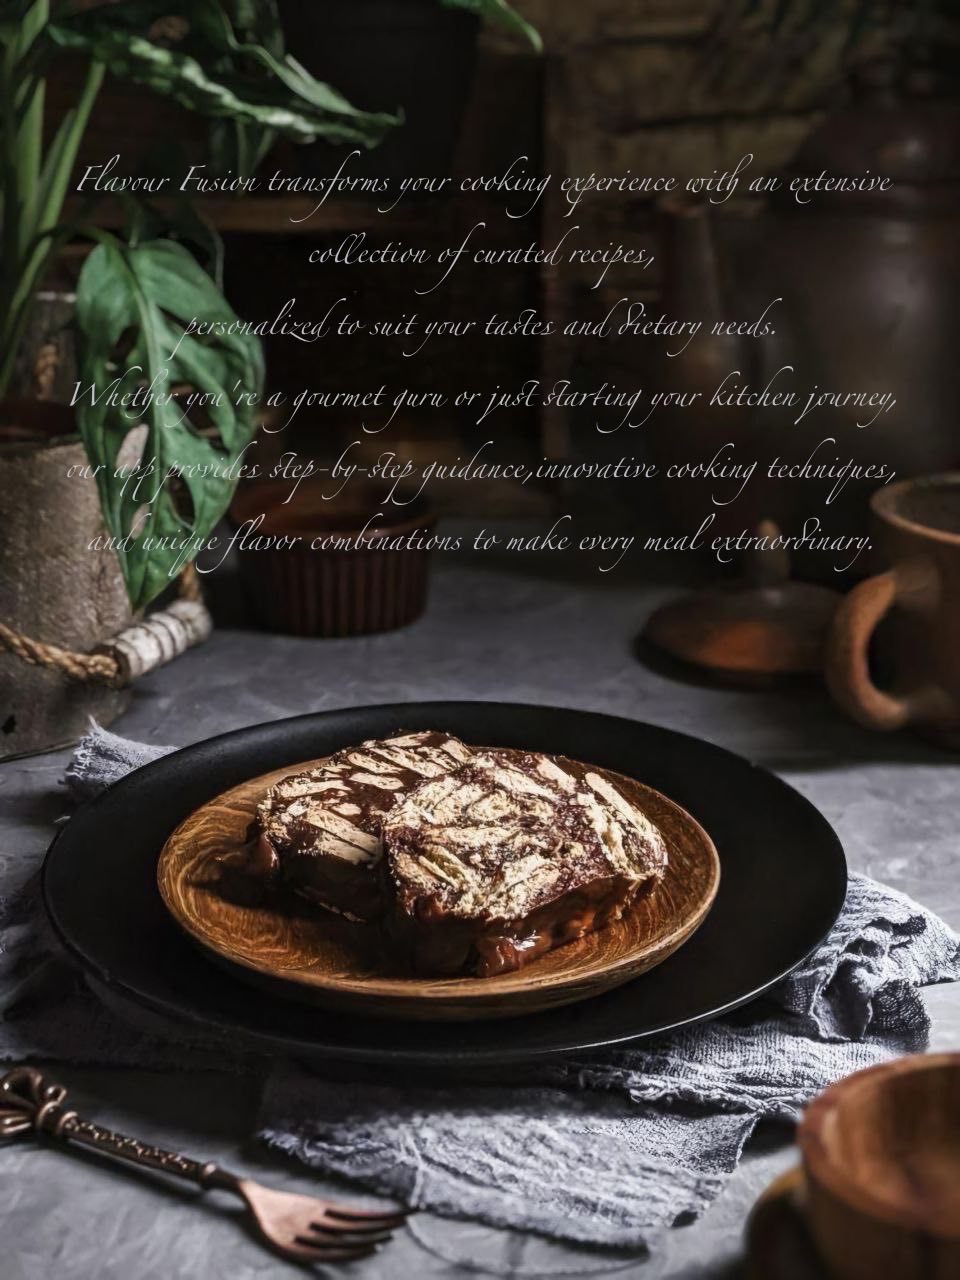 Flavour Fusion transforms your cooking experience with an extensive
collection of curated recipes,
personalized to suit your tastes and dietary needs.
Whether you're a gourmet guru or just starting your kitchen journey,
our app provides step-by-step guidance,innovative cooking techniques,
and unique flavor combinations to make every meal extraordinary.